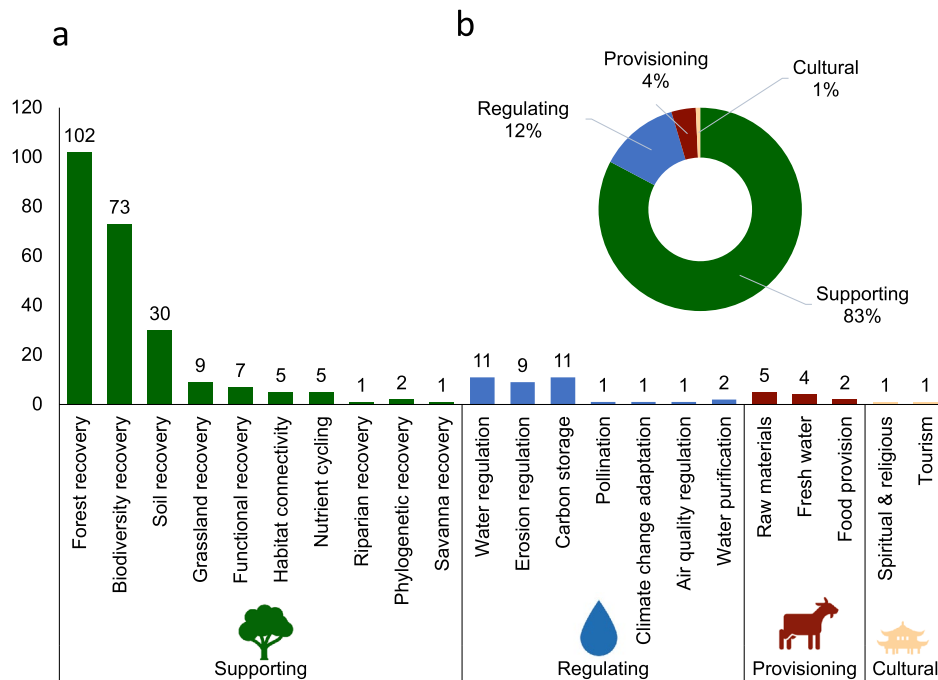 a
b
Provisioning
4%
Cultural
1%
Regulating
12%
Supporting
83%
120
100
80
60
40
20
0
102
73
30
9
7
5
5
1
2
1
11
9
11
1
1
1
2
5
4
2
1
1
Forest recovery
Biodiversity recovery
Soil recovery
Grassland recovery
Functional recovery
Habitat connectivity
Nutrient cycling
Riparian recovery
Phylogenetic recovery
Savanna recovery
Water regulation
Erosion regulation
Carbon storage
Pollination
Climate change adaptation
Air quality regulation
Water purification
Raw materials
Fresh water
Food provision
Spiritual & religious
Tourism
Supporting
Regulating
Provisioning
Cultural